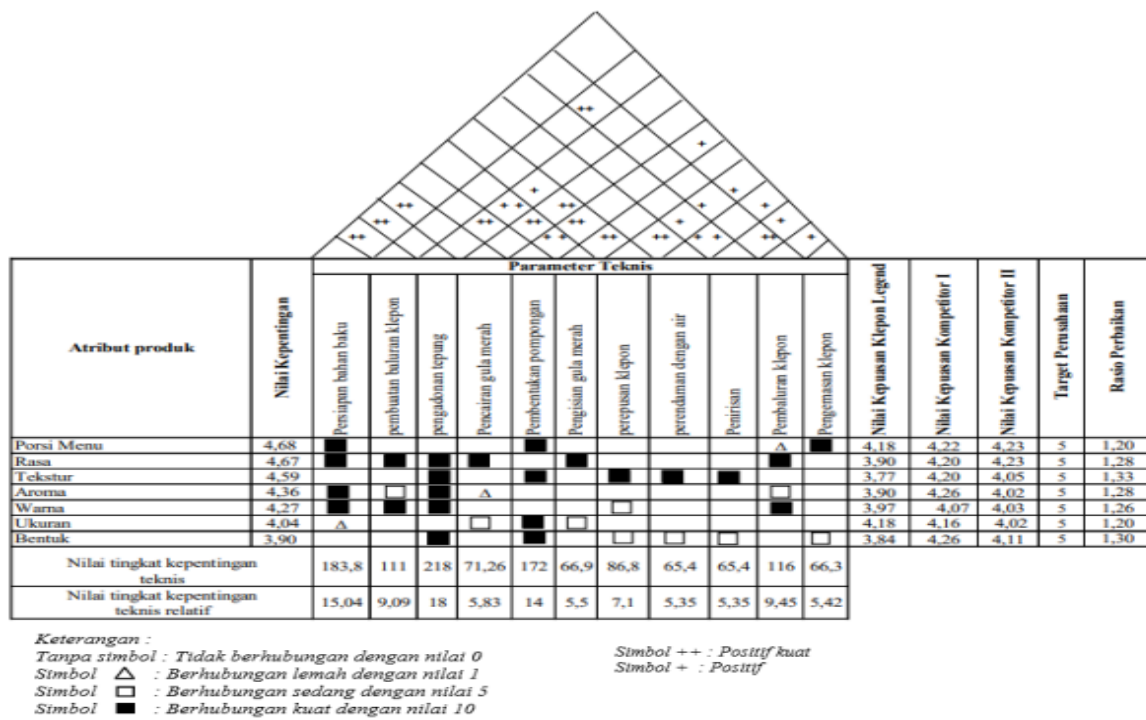 ++
+
+
+
++
+
+ +
++
+
+
++
++
++
++
+
+
++
++
+ +
++
++
+ +
++
+
Parameter Teknis
Atribut produk
Nilai Kepentingan
Persiapan bahan baku
pembuatan baluran klepon
pengadonan tepung
Pencairan gula merah
Pembentukan pompongan
Pengisian gula merah
perepusan klepon
perendaman dengan air
Penirisan
Pembaluran klepon
Pengemasan klepon
Nilai Kepuasan Klepon Legend
Nilai Kepuasan Kompetitor I
Nilai Kepuasan Kompetitor II
Target Perusahaan
Rasio Perbaikan
Porsi Menu 4,68 4,18 4,22 4,23 5 1,20
Rasa 4,67 3,90 4,20 4,23 5 1,28
Tekstur 4,59 3,77 4,20 4,05 5 1,33
Aroma 4,36 3,90 4,26 4,02 5 1,28
Warna 4,27 3,97 4,07 4,03 5 1,26
Ukuran 4,04 4,18 4,16 4,02 5 1,20
Bentuk 3,90 3,84 4,26 4,11 5 1,30
Nilai tingkat kepentingan
teknis
183,8 111 218 71,26 172 66,9 86,8 65,4 65,4 116 66,3
Nilai tingkat kepentingan
teknis relatif
15,04 9,09 18 5,83 14 5,5 7,1 5,35 5,35 9,45 5,42
Keterangan :
Tanpa simbol : Tidak berhubungan dengan nilai 0
Simbol △ : Berhubungan lemah dengan nilai 1
Simbol □ : Berhubungan sedang dengan nilai 5
Simbol ■ : Berhubungan kuat dengan nilai 10
Simbol ++ : Positif kuat
Simbol + : Positif